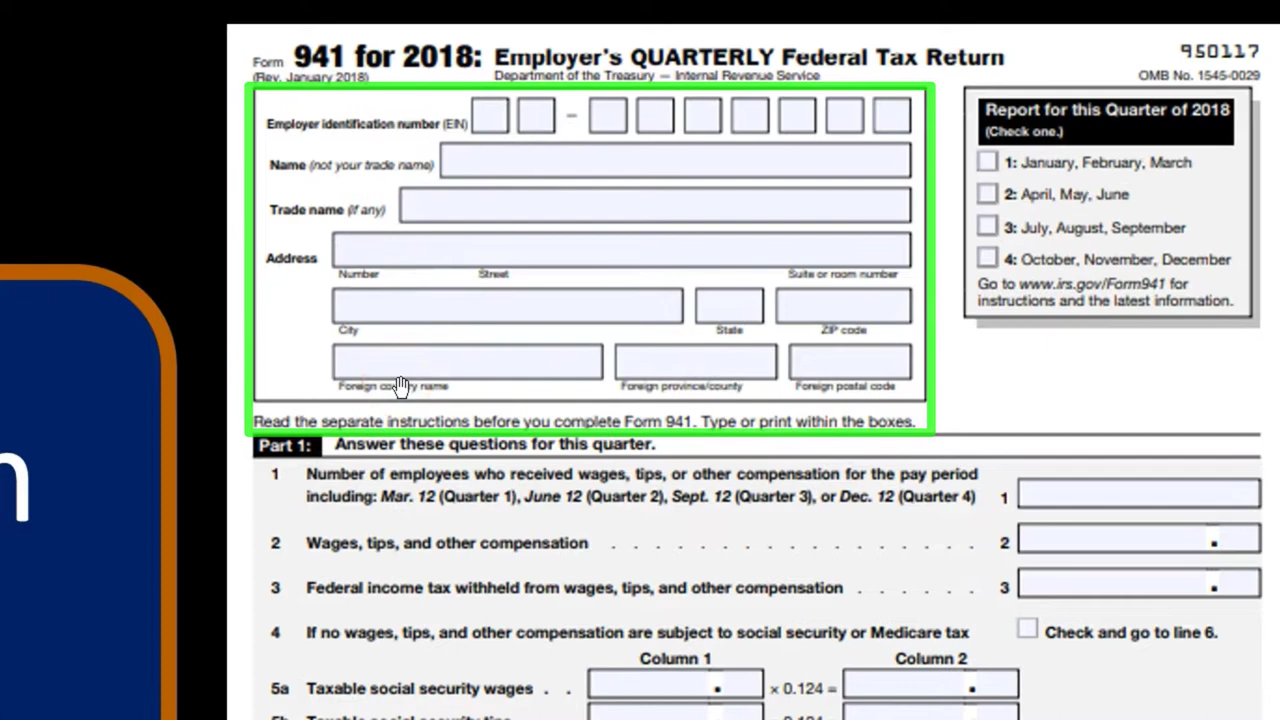 Form 941 for 2018: Employer's QUARTERLY Federal Tax Return 950117
(Rev. January 2018) Department of the Treasury — Internal Revenue Service OMB No. 1545-0029
Employer identification number (EIN) –
Name (not your trade name)
Trade name (if any)
Address
Number Street Suite or room number
City State ZIP code
Foreign country name Foreign province/county Foreign postal code
Read the separate instructions before you complete Form 941. Type or print within the boxes.
Report for this Quarter of 2018
(Check one.)
1: January, February, March
2: April, May, June
3: July, August, September
4: October, November, December
Go to www.irs.gov/Form941 for
instructions and the latest information.
Part 1: Answer these questions for this quarter.
1 Number of employees who received wages, tips, or other compensation for the pay period
including: Mar. 12 (Quarter 1), June 12 (Quarter 2), Sept. 12 (Quarter 3), or Dec. 12 (Quarter 4) 1
2 Wages, tips, and other compensation . . . . . . . . . . . . . . . . . 2 .
3 Federal income tax withheld from wages, tips, and other compensation . . . . . . 3 .
4 If no wages, tips, and other compensation are subject to social security or Medicare tax Check and go to line 6.
Column 1 Column 2
5a Taxable social security wages . . . × 0.124 = .
n